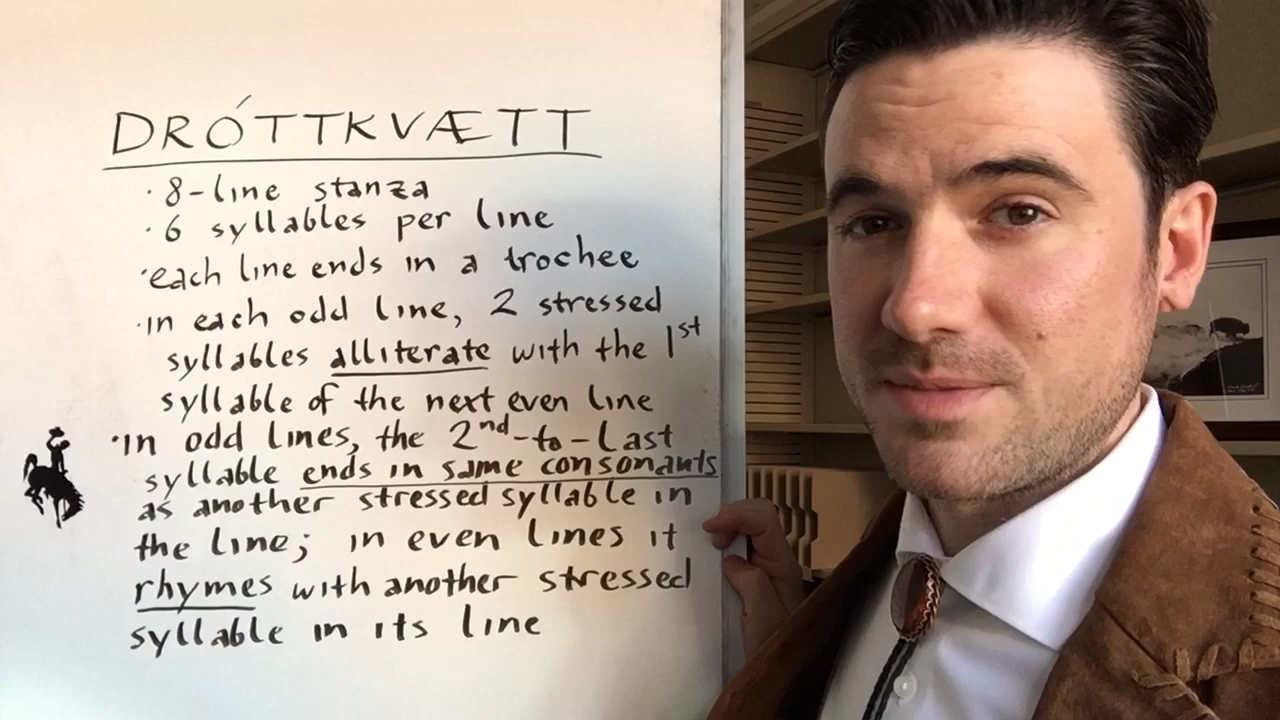 DRÓTTKVÆTT
· 8-line stanza
· 6 syllables per line
· each line ends in a trochee
· in each odd line, 2 stressed
syllables alliterate with the 1st
syllable of the next even line
· In odd lines, the 2nd-to-last
syllable ends in same consonants
as another stressed syllable in
the line; in even lines it
rhymes with another stressed
syllable in its line